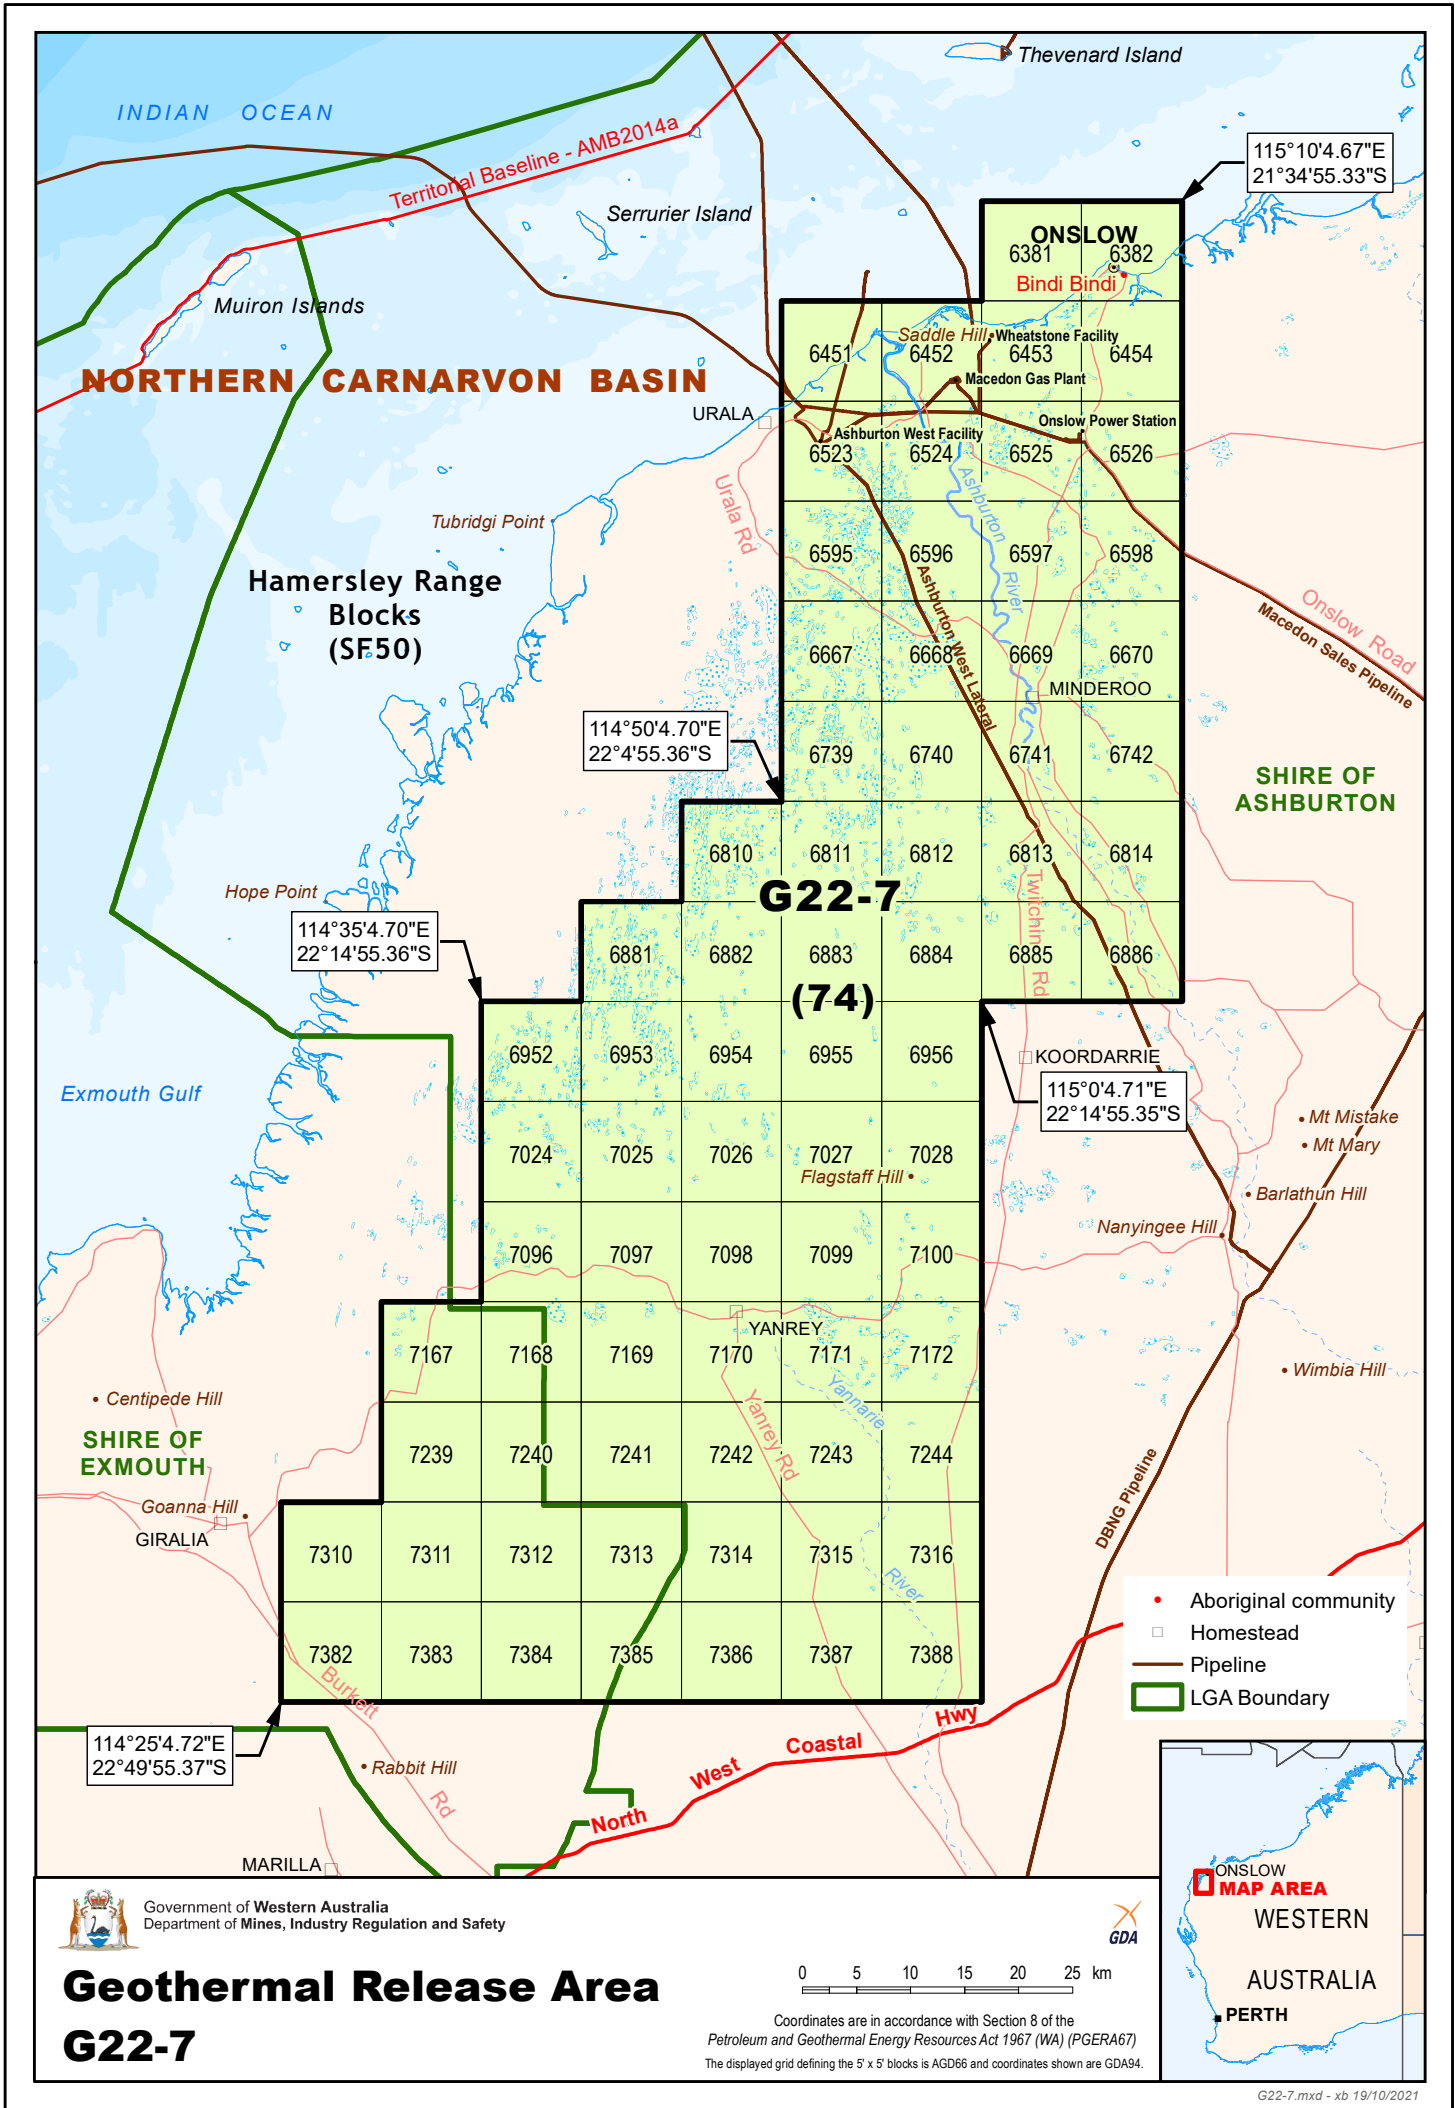 Thevenard Island
INDIAN OCEAN
Territorial Baseline - AMB2014a
115°10'4.67"E
21°34'55.33"S
Serrurier Island
ONSLOW
6381
6382
Bindi Bindi
Muiron Islands
Saddle Hill
Wheatstone Facility
6451
6452
6453
6454
NORTHERN CARNARVON BASIN
Macedon Gas Plant
URALA
Ashburton West Facility
Onslow Power Station
6523
6524
6525
6526
Urala Rd
Ashburton
River
Tubridgi Point
6595
6596
6597
6598
Hamersley Range
Blocks
(SF50)
Ashburton West Lateral
Onslow Road
Macedon Sales Pipeline
6667
6668
6669
6670
MINDEROO
114°50'4.70"E
22°4'55.36"S
6739
6740
6741
6742
SHIRE OF
ASHBURTON
6810
6811
6812
6813
6814
G22-7
Hope Point
Twitchin Rd
114°35'4.70"E
22°14'55.36"S
6881
6882
6883
6884
6885
6886
(74)
6952
6953
6954
6955
6956
KOORDARRIE
115°0'4.71"E
22°14'55.35"S
Exmouth Gulf
Mt Mistake
Mt Mary
7024
7025
7026
7027
7028
Flagstaff Hill
Barlathun Hill
Nanyingee Hill
7096
7097
7098
7099
7100
YANREY
7167
7168
7169
7170
7171
7172
Wimbia Hill
Centipede Hill
Yannarie
Yanrey Rd
SHIRE OF
EXMOUTH
7239
7240
7241
7242
7243
7244
DBNG Pipeline
Goanna Hill
GIRALIA
7310
7311
7312
7313
7314
7315
7316
River
7382
7383
7384
7385
7386
7387
7388
Burkett
Rd
Aboriginal community
Homestead
Pipeline
LGA Boundary
114°25'4.72"E
22°49'55.37"S
Rabbit Hill
North West Coastal Hwy
MARILLA
ONSLOW
MAP AREA
WESTERN
AUSTRALIA
PERTH
Government of Western Australia
Department of Mines, Industry Regulation and Safety
GDA
Geothermal Release Area
G22-7
0 5 10 15 20 25 km
Coordinates are in accordance with Section 8 of the
Petroleum and Geothermal Energy Resources Act 1967 (WA) (PGERA67)
The displayed grid defining the 5' x 5' blocks is AGD66 and coordinates shown are GDA94.
G22-7.mxd - xb 19/10/2021